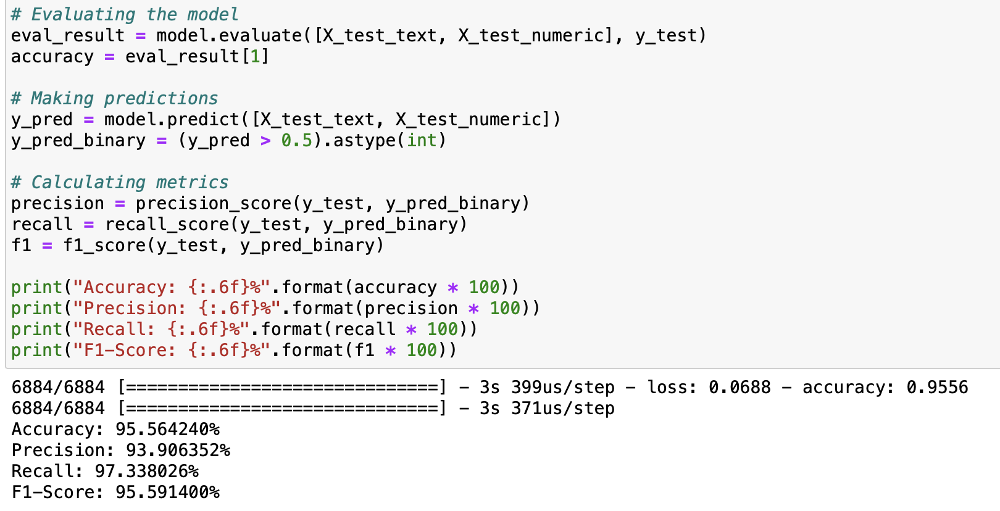 # Evaluating the model
eval_result = model.evaluate([X_test_text, X_test_numeric], y_test)
accuracy = eval_result[1]

# Making predictions
y_pred = model.predict([X_test_text, X_test_numeric])
y_pred_binary = (y_pred > 0.5).astype(int)

# Calculating metrics
precision = precision_score(y_test, y_pred_binary)
recall = recall_score(y_test, y_pred_binary)
f1 = f1_score(y_test, y_pred_binary)

print("Accuracy: {:.6f}%".format(accuracy * 100))
print("Precision: {:.6f}%".format(precision * 100))
print("Recall: {:.6f}%".format(recall * 100))
print("F1-Score: {:.6f}%".format(f1 * 100))
6884/6884 [==============================] - 3s 399us/step - loss: 0.0688 - accuracy: 0.9556
6884/6884 [==============================] - 3s 371us/step
Accuracy: 95.564240%
Precision: 93.906352%
Recall: 97.338026%
F1-Score: 95.591400%